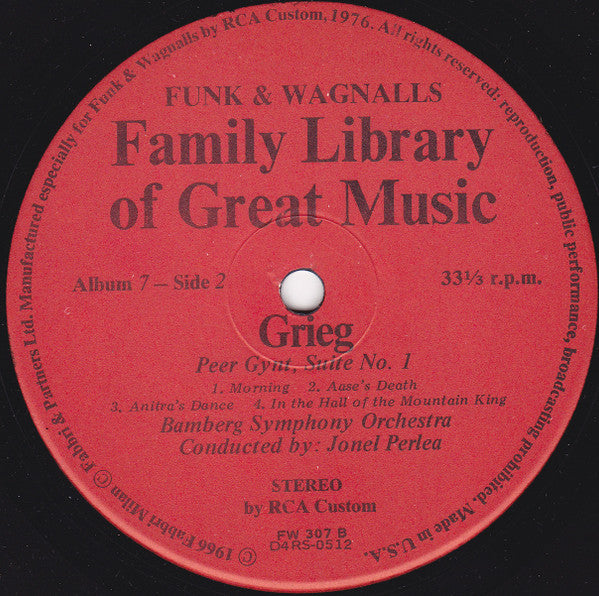 FUNK & WAGNALLS
Family Library
of Great Music
Album 7 – Side 2
33⅓ r.p.m.
Grieg
Peer Gynt, Suite No. 1
1. Morning 2. Aase's Death
3. Anitra's Dance 4. In the Hall of the Mountain King
Bamberg Symphony Orchestra
Conducted by: Jonel Perlea
STEREO
by RCA Custom
FW 307 B
D4RS-0512
© 1966 Fabbri Milan © Fabbri & Partners Ltd. Manufactured especially for Funk & Wagnalls by RCA Custom, 1976. All rights reserved: reproduction, public performance, broadcasting prohibited. Made in U.S.A.